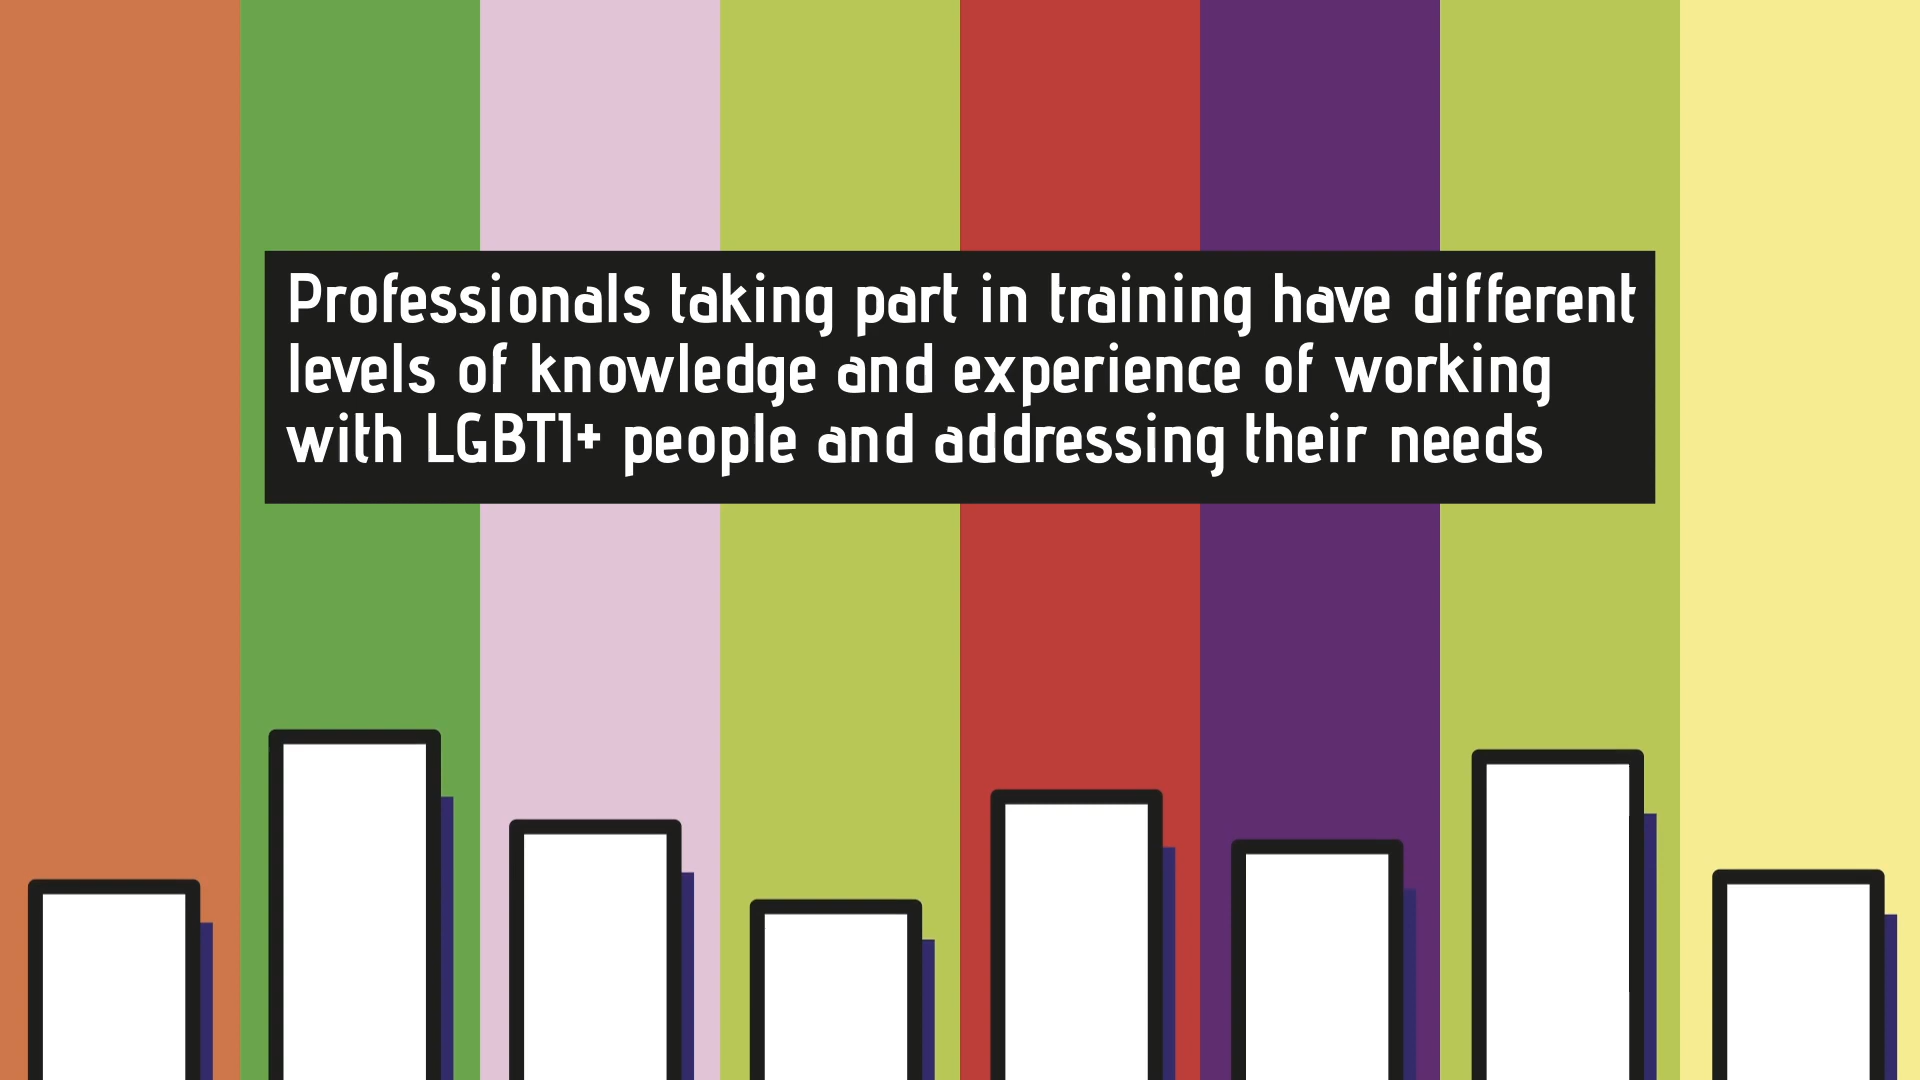 Professionals taking part in training have different
levels of knowledge and experience of working
with LGBT1+ people and addressing their needs